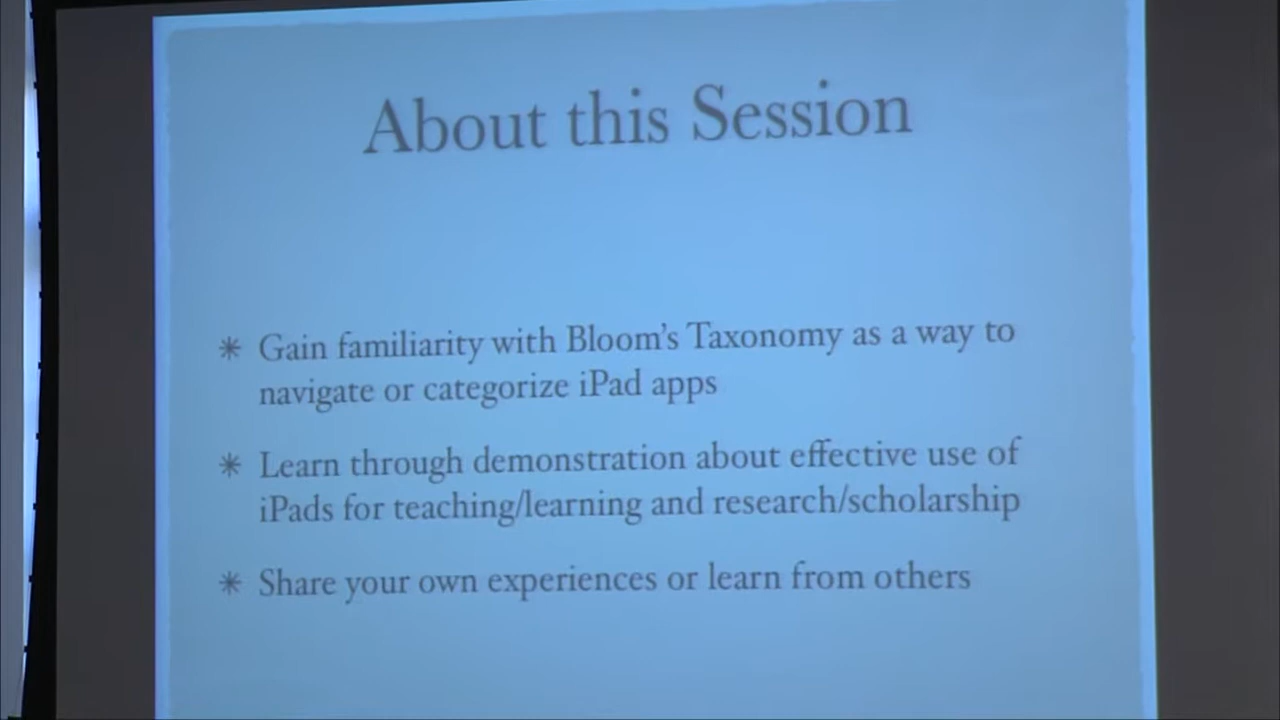 About this Session
✳ Gain familiarity with Bloom's Taxonomy as a way to
navigate or categorize iPad apps
✳ Learn through demonstration about effective use of
iPads for teaching/learning and research/scholarship
✳ Share your own experiences or learn from others